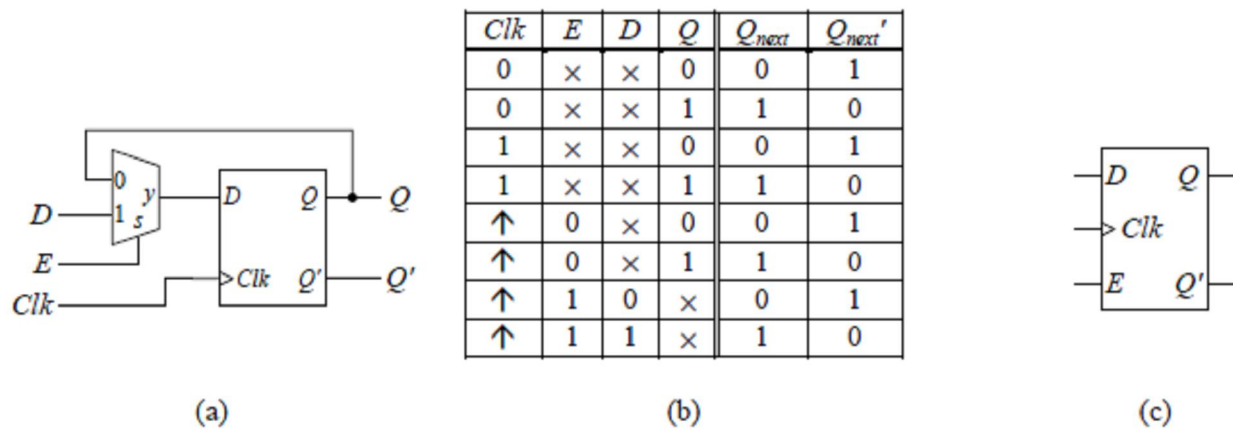 0
y
1 s
D
E
Clk
D Q
Clk Q'
Q
Q'
(a)
Clk E D Q Qnext Qnext'
0 × × 0 0 1
0 × × 1 1 0
1 × × 0 0 1
1 × × 1 1 0
↑ 0 × 0 0 1
↑ 0 × 1 1 0
↑ 1 0 × 0 1
↑ 1 1 × 1 0
(b)
D Q
Clk
E Q'
(c)